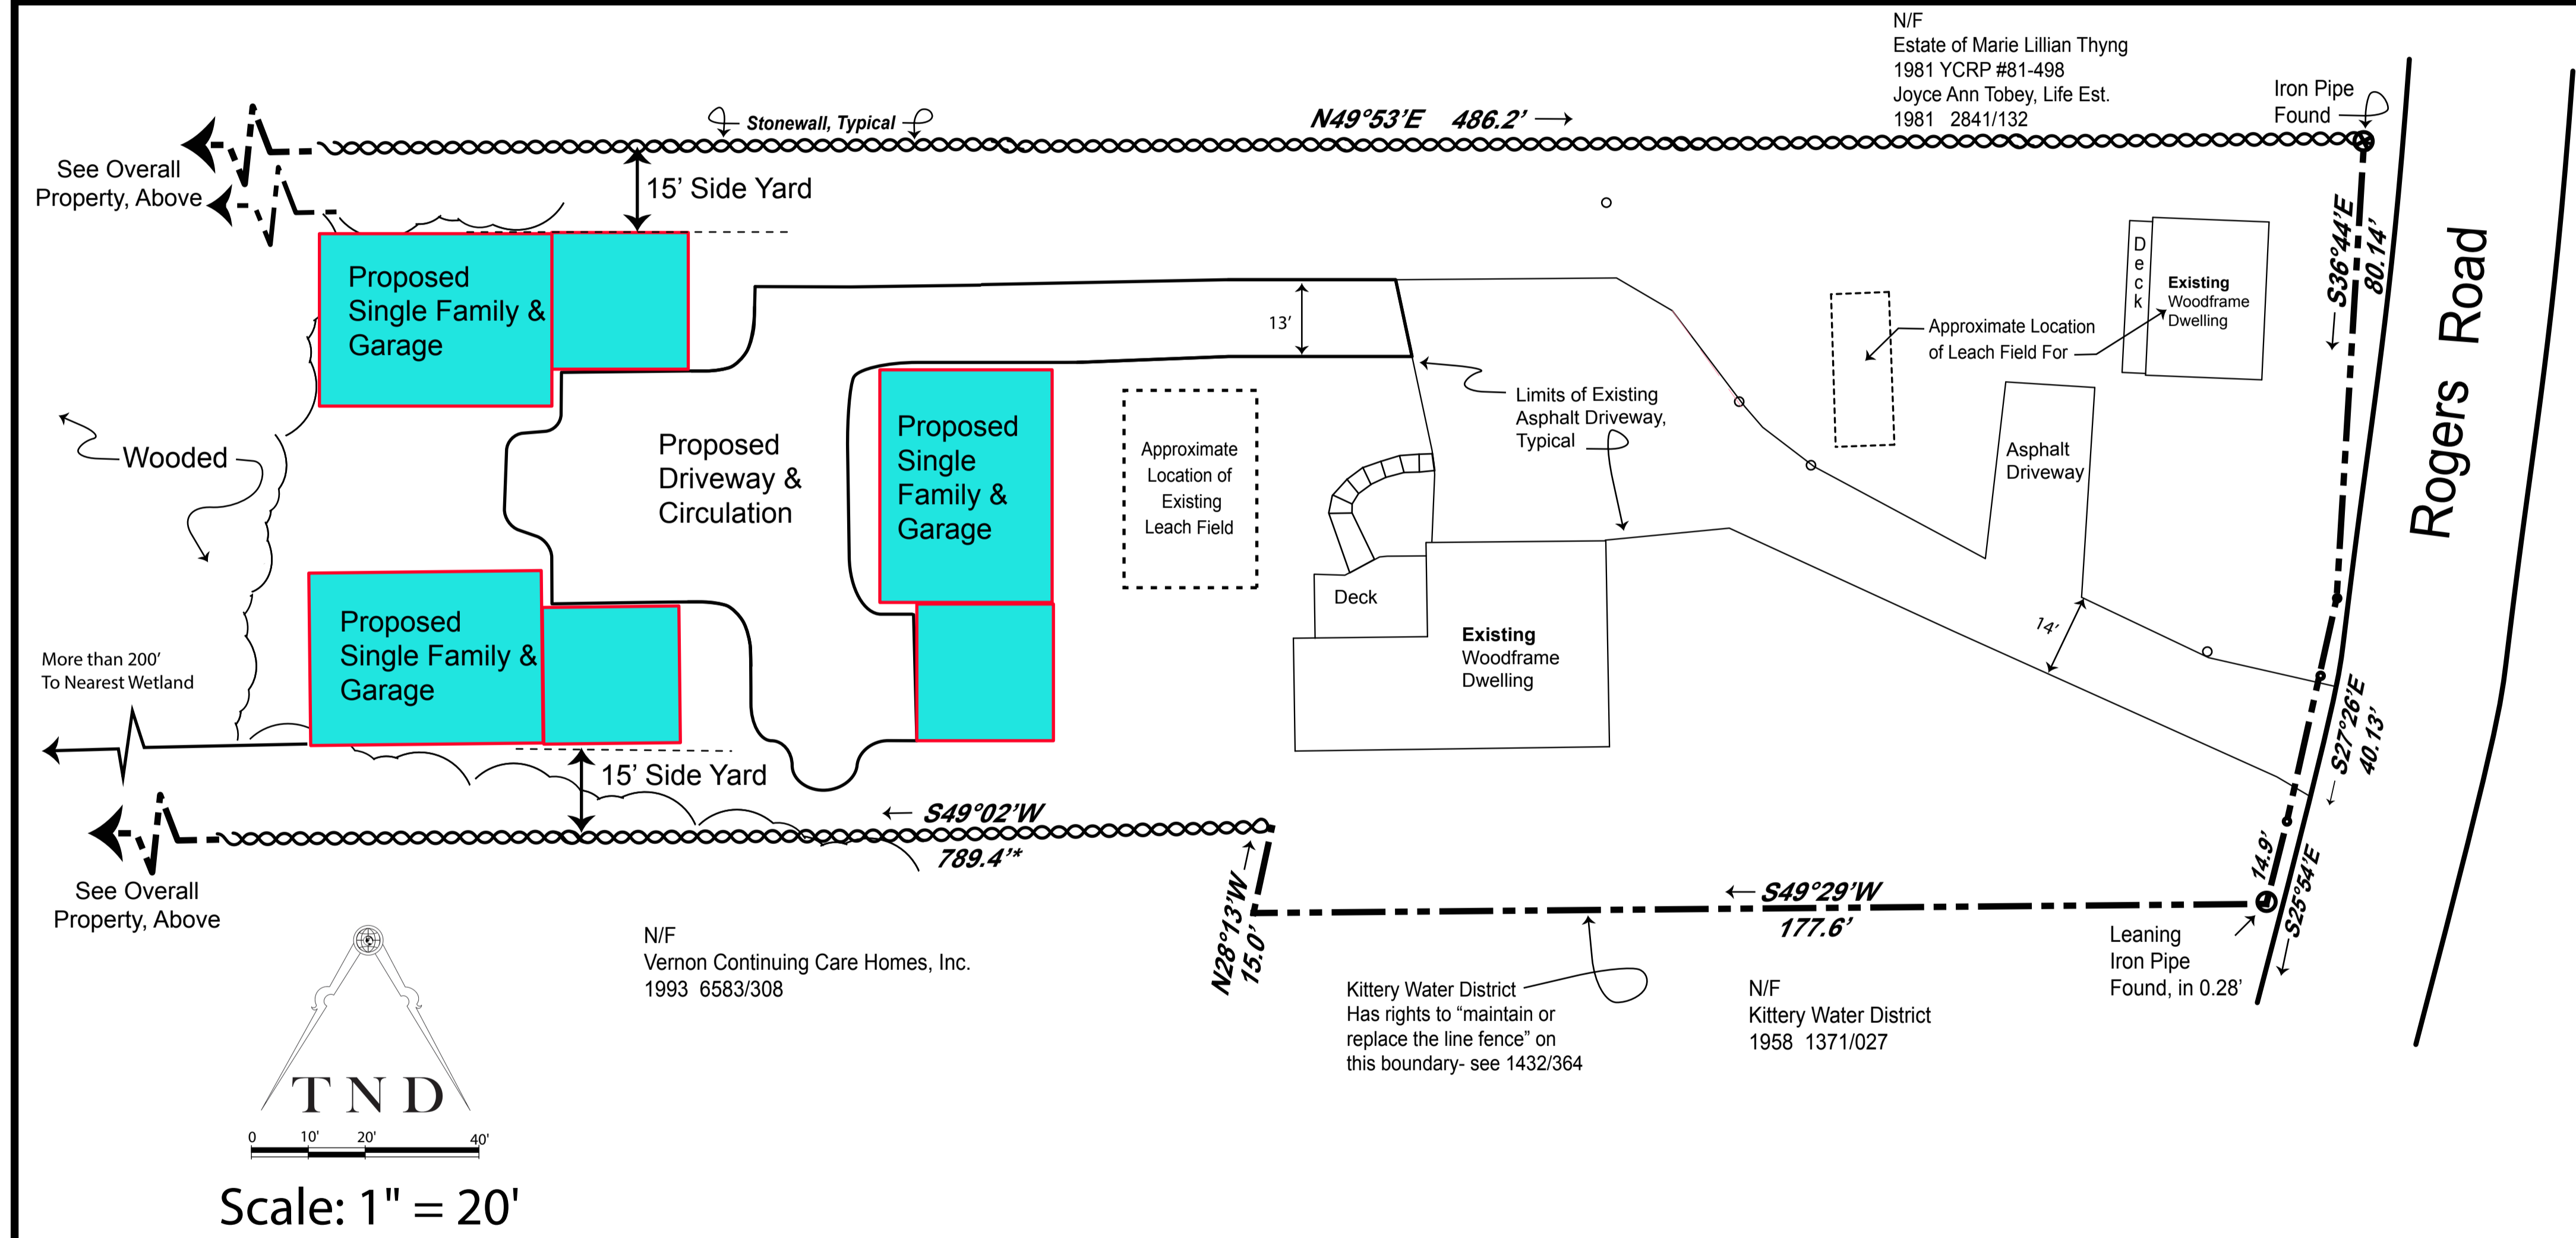 N/F
Estate of Marie Lillian Thyng
1981 YCRP #81-498
Joyce Ann Tobey, Life Est.
1981 2841/132
Iron Pipe
Found
Stonewall, Typical
N49°53'E 486.2'
See Overall
Property, Above
15' Side Yard
S36°44'E
80.14'
Rogers Road
Proposed
Single Family &
Garage
13'
Deck
Existing
Woodframe
Dwelling
Approximate Location
of Leach Field For
Limits of Existing
Asphalt Driveway,
Typical
Wooded
Proposed
Driveway &
Circulation
Proposed
Single
Family &
Garage
Approximate
Location of
Existing
Leach Field
Asphalt
Driveway
Deck
Existing
Woodframe
Dwelling
14'
Proposed
Single Family &
Garage
More than 200'
To Nearest Wetland
S27°26'E
40.13'
15' Side Yard
S49°02'W
789.4'*
See Overall
Property, Above
N28°13'W
15.0'
S49°29'W
177.6'
14.9'
S25°54'E
Leaning
Iron Pipe
Found, in 0.28'
N/F
Vernon Continuing Care Homes, Inc.
1993 6583/308
Kittery Water District
Has rights to “maintain or
replace the line fence” on
this boundary- see 1432/364
N/F
Kittery Water District
1958 1371/027
TND
0 10' 20' 40'
Scale: 1" = 20'